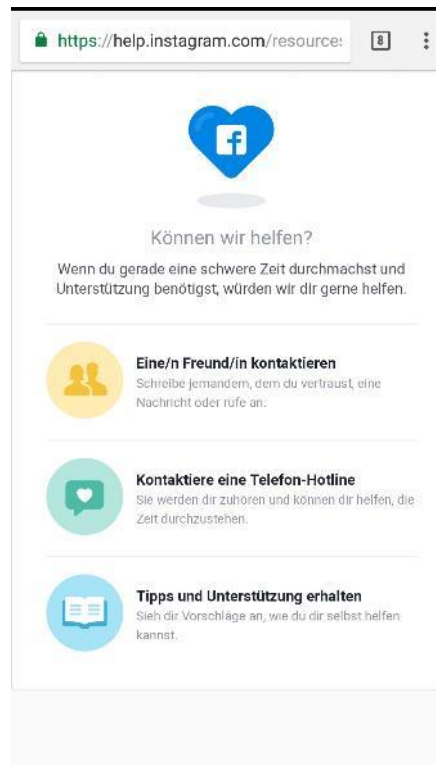 https://help.instagram.com/resource
8
Können wir helfen?
Wenn du gerade eine schwere Zeit durchmachst und
Unterstützung benötigst, würden wir dir gerne helfen.
Eine/n Freund/in kontaktieren
Schreibe jemandem, dem du vertraust, eine
Nachricht oder rufe an.
Kontaktiere eine Telefon-Hotline
Sie werden dir zuhören und können dir helfen, die
Zeit durchzustehen.
Tipps und Unterstützung erhalten
Sieh dir Vorschläge an, wie du dir selbst helfen
kannst.